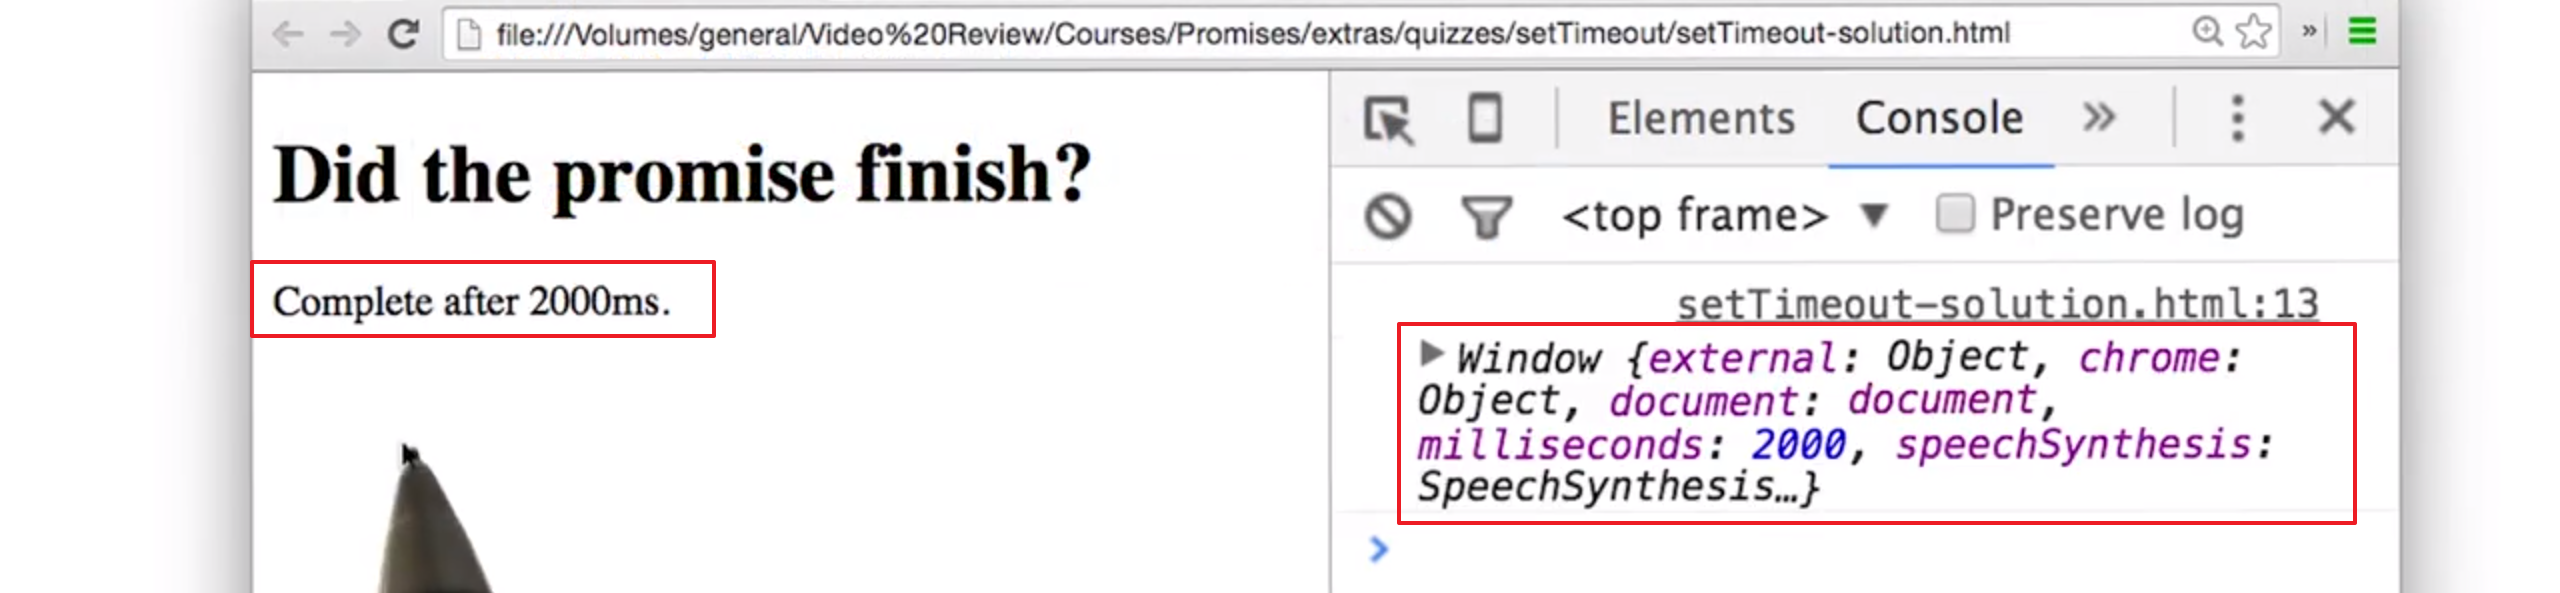 file:///Volumes/general/Video%20Review/Courses/Promises/extras/quizzes/setTimeout/setTimeout-solution.html
»
Did the promise finish?
Complete after 2000ms.
Elements Console »
<top frame> ▼ Preserve log
setTimeout-solution.html:13
▶ Window {external: Object, chrome:
Object, document: document,
milliseconds: 2000, speechSynthesis:
SpeechSynthesis…}
>